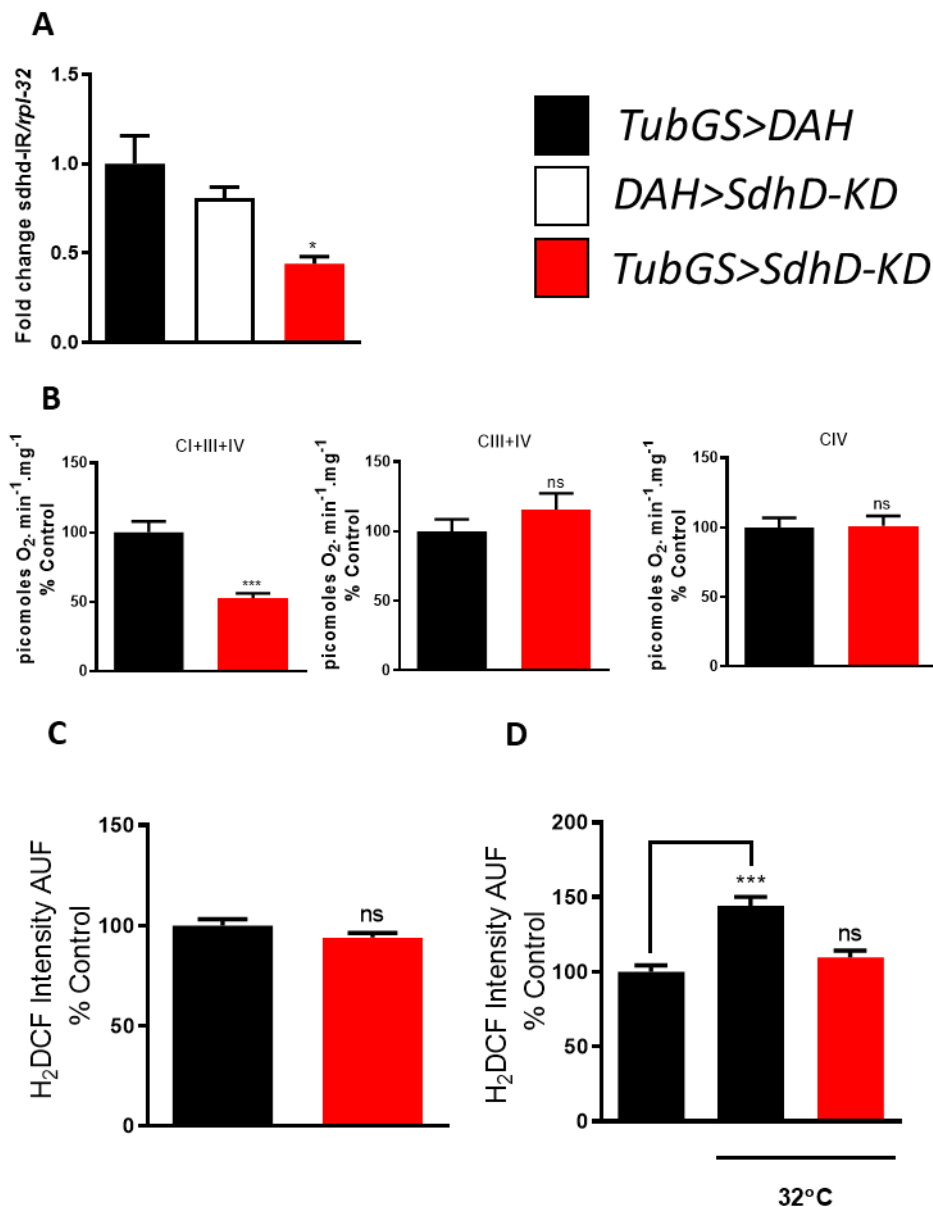 A
Fold change sdhd-IR/rpl-32
1.5
1.0
0.5
0.0
*
TubGS>DAH
DAH>SdhD-KD
TubGS>SdhD-KD
B
CI+III+IV
picomoles O₂. min⁻¹.mg⁻¹
% Control
150
100
50
0
***
CIII+IV
picomoles O₂. min⁻¹.mg⁻¹
% Control
150
100
50
0
ns
CIV
picomoles O₂. min⁻¹.mg⁻¹
% Control
150
100
50
0
ns
C
H₂DCF Intensity AUF
% Control
150
100
50
0
ns
D
H₂DCF Intensity AUF
% Control
200
150
100
50
0
***
ns
32°C